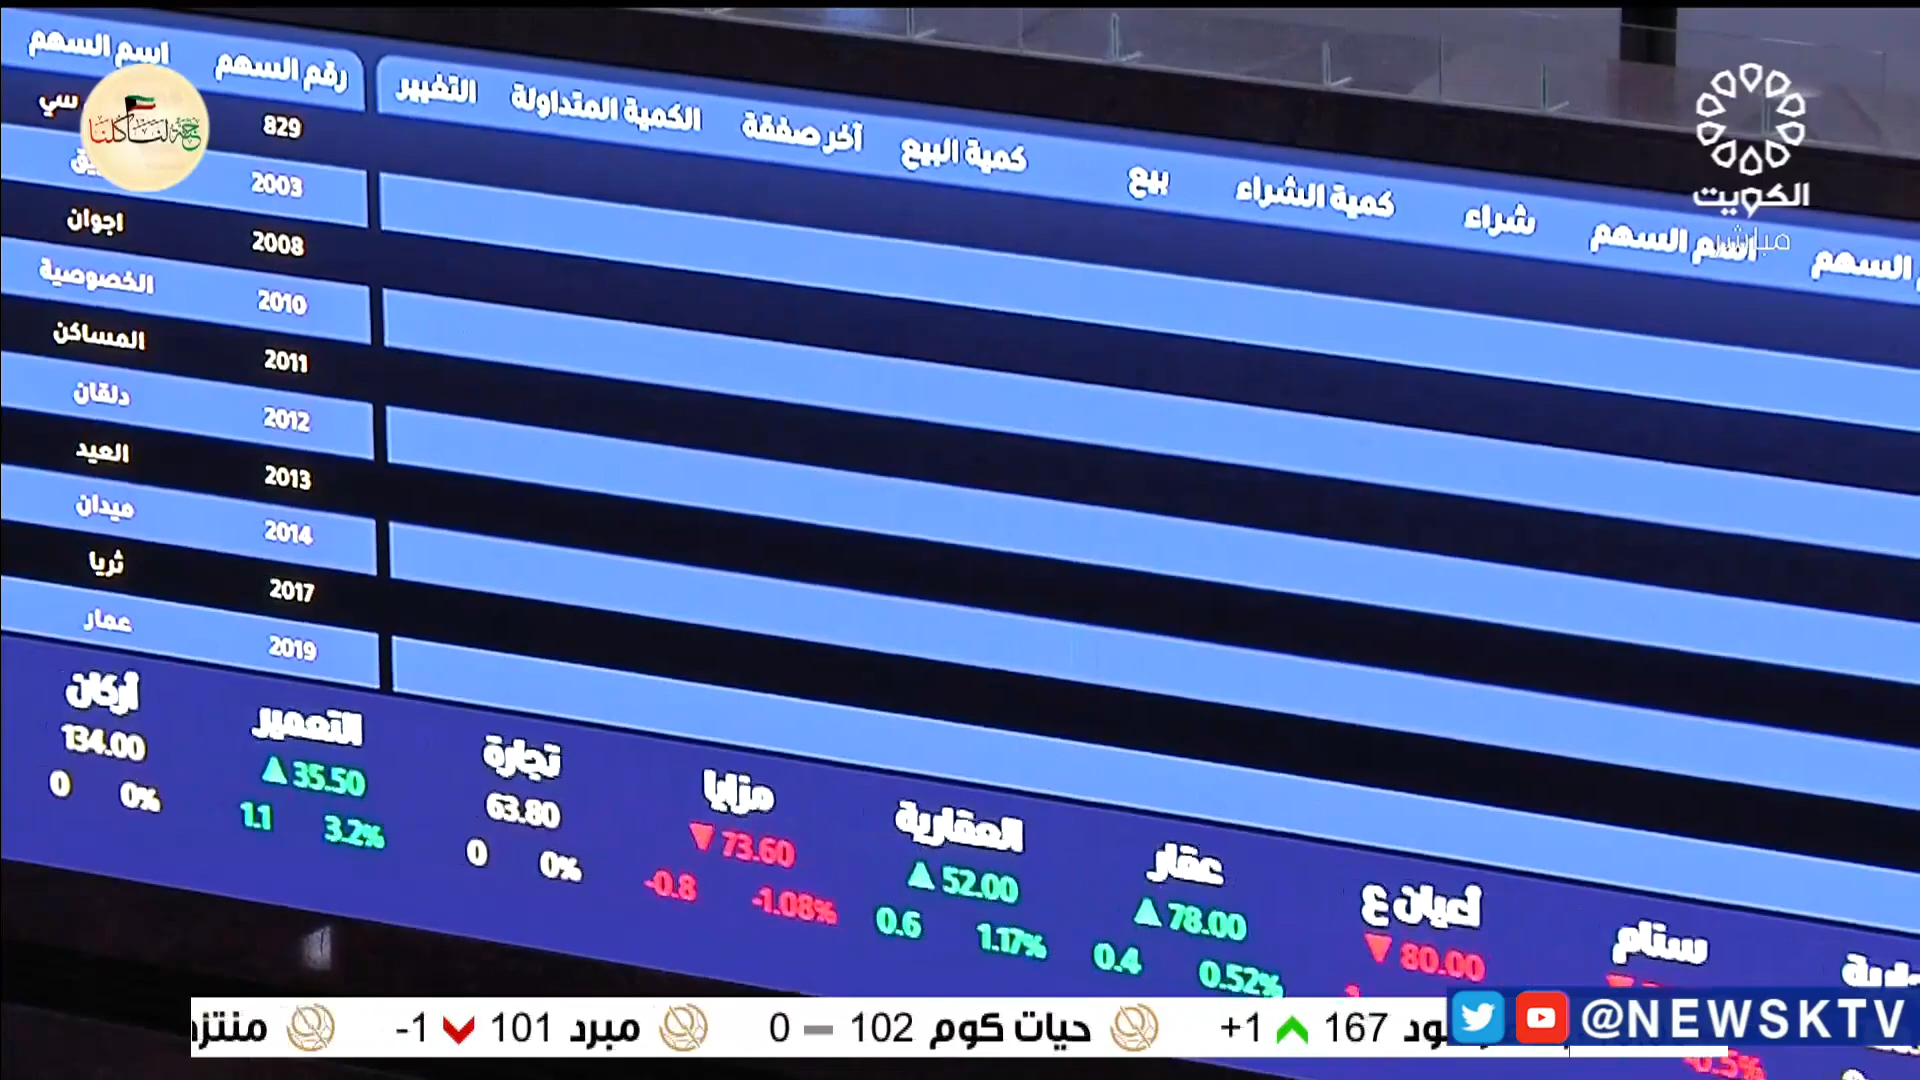 اسم السهم
رقم السهم
التغيير
الكمية المتداولة
آخر صفقة
كمية البيع
بيع
كمية الشراء
شراء
اسم السهم
السهم
الكويت
مباشر
سي
829
2003
اجوان
2008
الخصوصية
2010
المساكن
2011
دلقان
2012
العيد
2013
ميدان
2014
ثريا
2017
عمار
2019
أركان
134.00
0 0%
التعمير
▲ 35.50
1.1 3.2%
تجارة
63.80
0 0%
مزايا
▼ 73.60
-0.8 -1.08%
العقارية
▲ 52.00
0.6 1.17%
عقار
▲ 78.00
0.4 0.52%
أعيان ع
▼ 80.00
سنام
-0.5%
167 +1
حيات كوم 102 0
مبرد 101 -1
@NEWSKTV